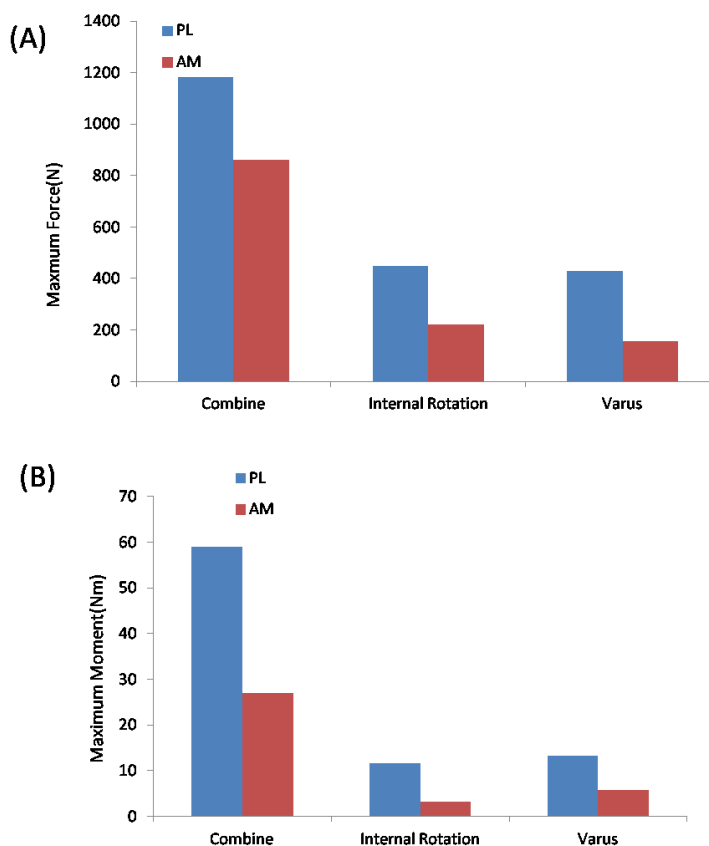 (A)
PL
AM
Maxmum Force(N)
1400
1200
1000
800
600
400
200
0
Combine Internal Rotation Varus
(B)
PL
AM
Maximum Moment(Nm)
70
60
50
40
30
20
10
0
Combine Internal Rotation Varus